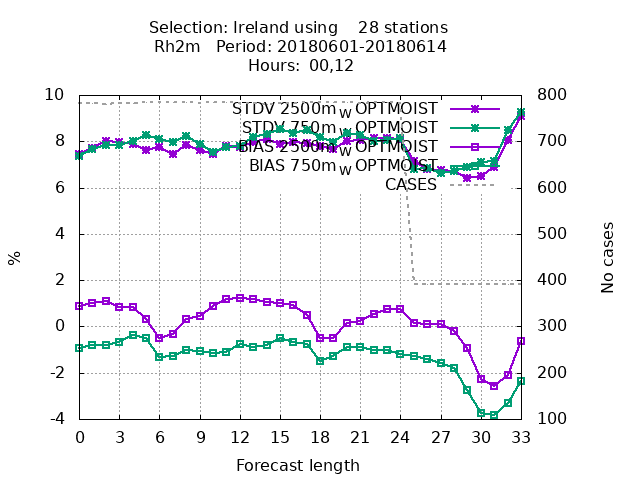 Selection: Ireland using    28 stations
Rh2m   Period: 20180601-20180614
Hours:  00,12
STDV 2500m_W OPTMOIST
STDV 750m_W OPTMOIST
BIAS 2500m_W OPTMOIST
BIAS 750m_W OPTMOIST
CASES
10
8
6
4
2
0
-2
-4
%
800
700
600
500
400
300
200
100
No cases
0 3 6 9 12 15 18 21 24 27 30 33
Forecast length